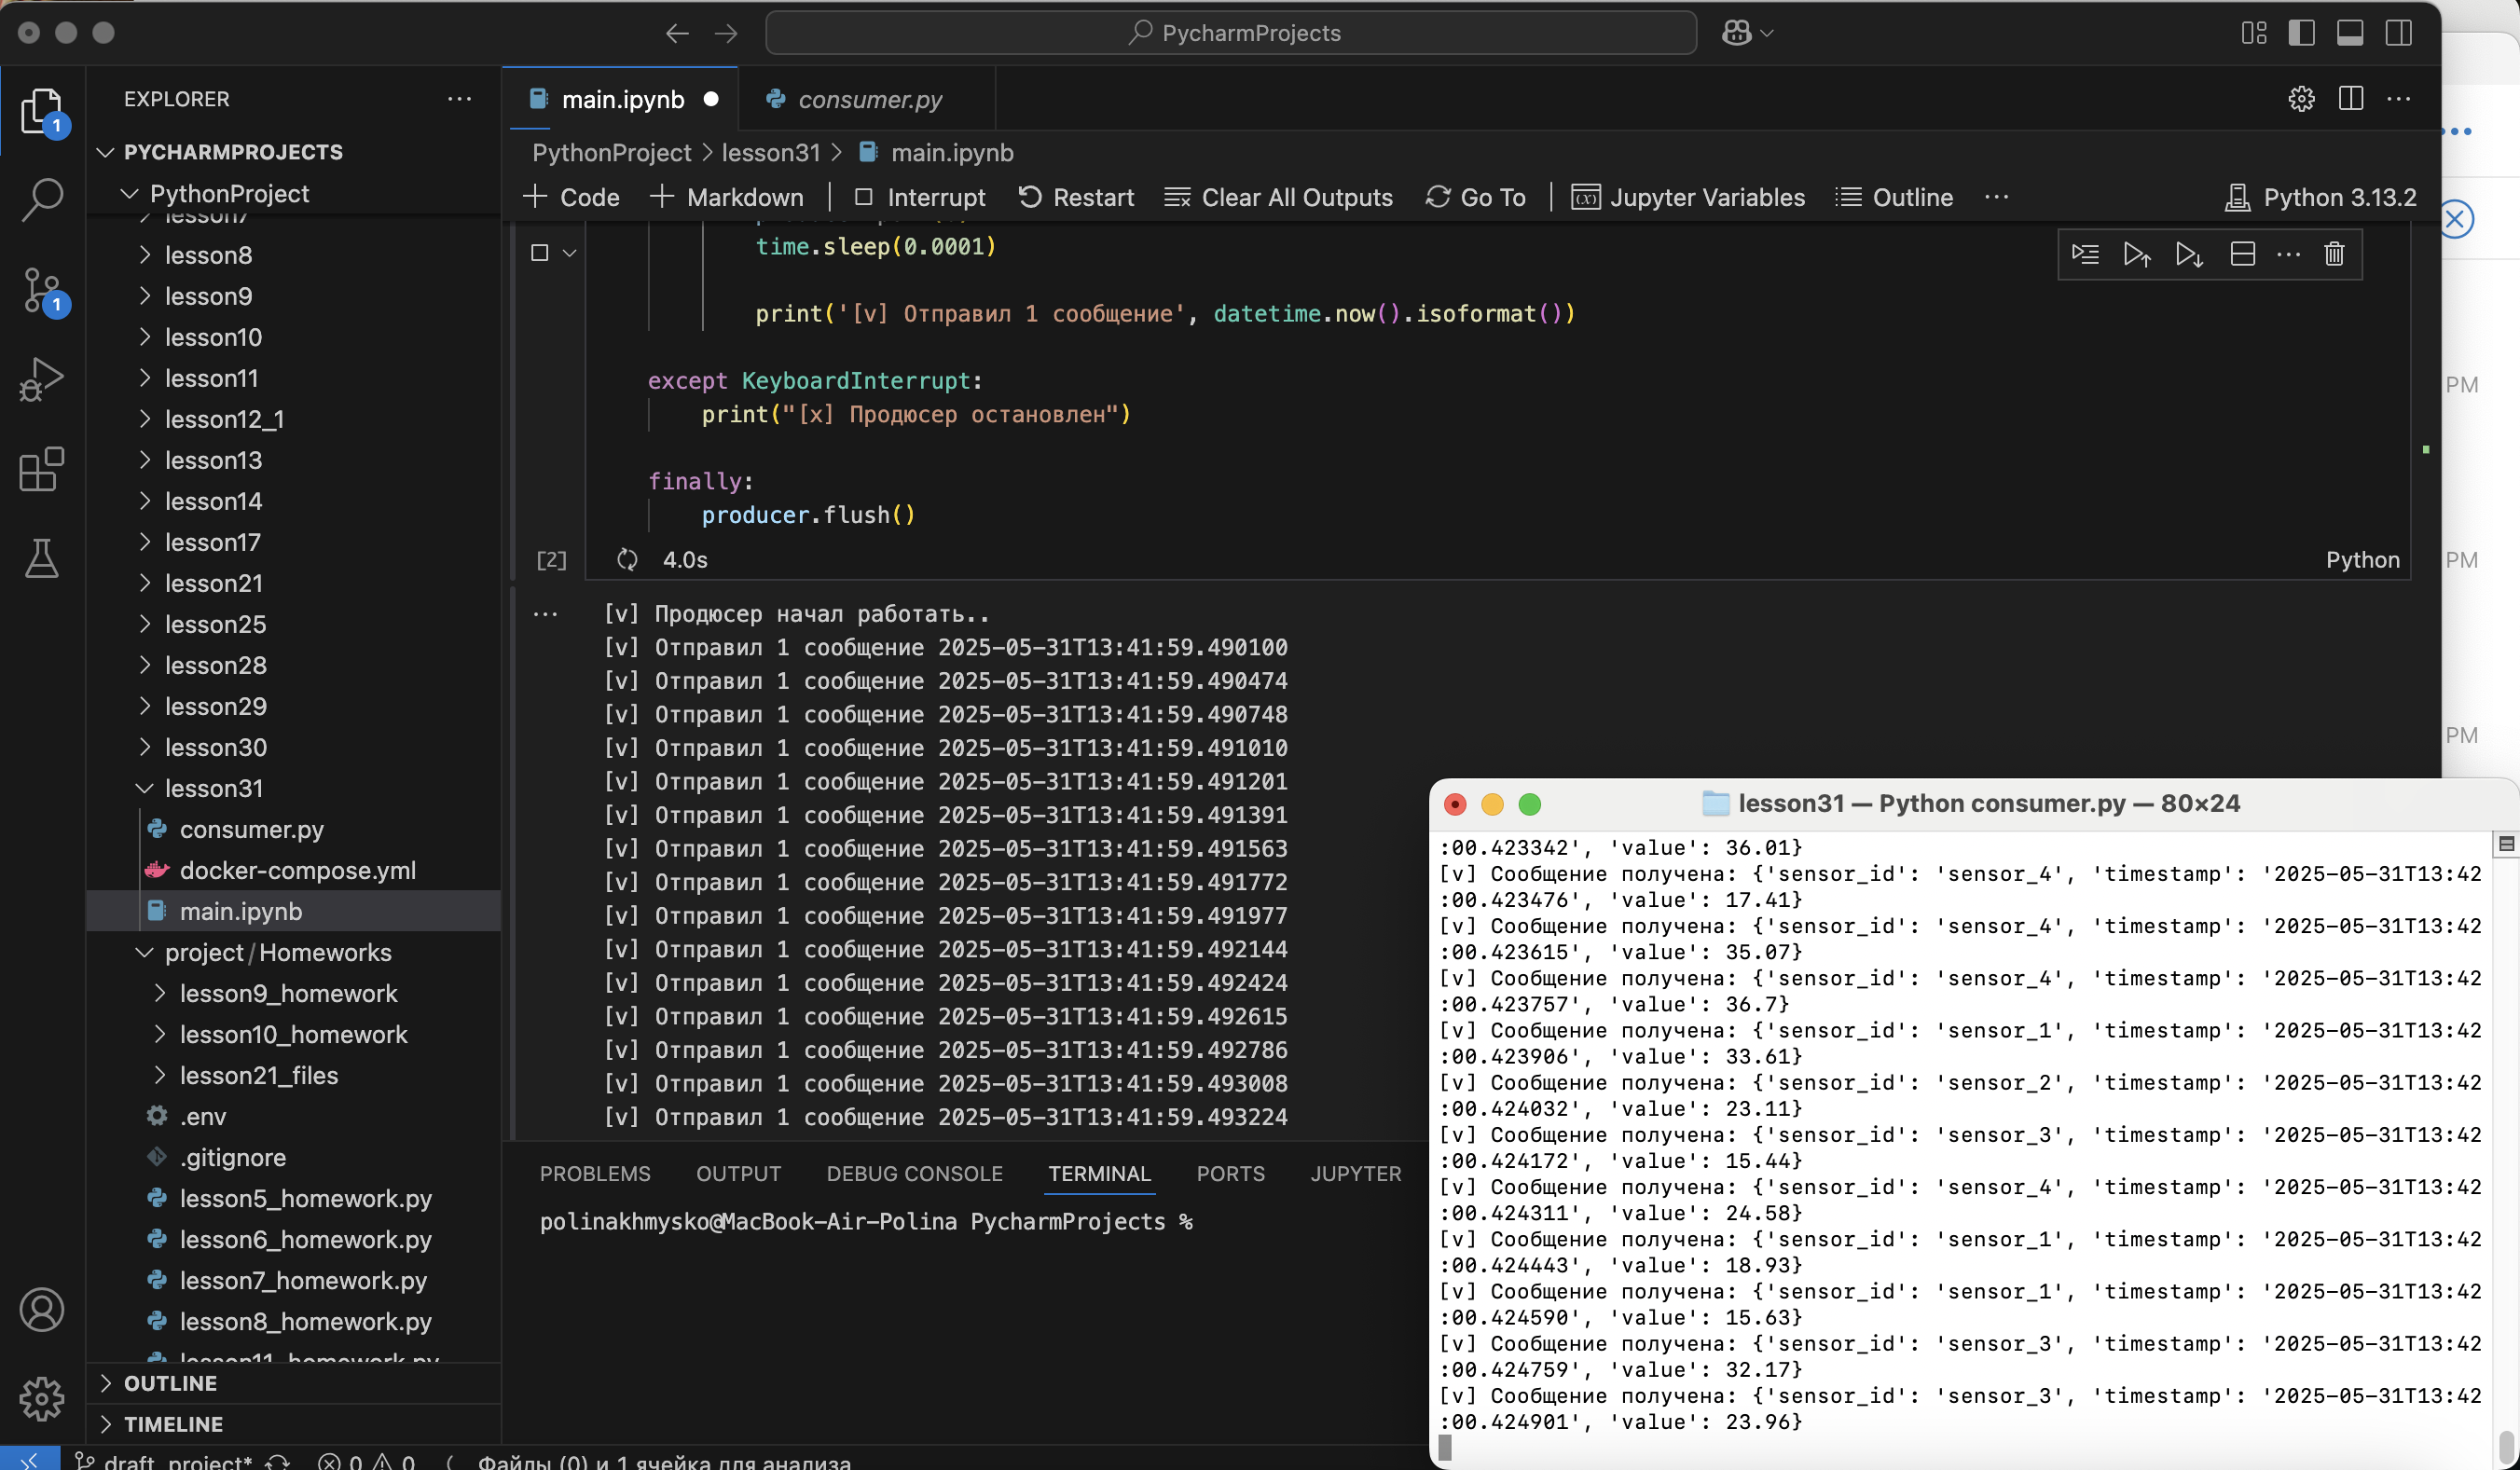 PycharmProjects
EXPLORER
main.ipynb
consumer.py
PYCHARMPROJECTS
PythonProject > lesson31 > main.ipynb
PythonProject
Code
Markdown
Interrupt
Restart
Clear All Outputs
Go To
Jupyter Variables
Outline
Python 3.13.2
1
1
lesson7
lesson8
lesson9
lesson10
lesson11
lesson12_1
lesson13
lesson14
lesson17
lesson21
lesson25
lesson28
lesson29
lesson30
lesson31
consumer.py
docker-compose.yml
main.ipynb
project/Homeworks
lesson9_homework
lesson10_homework
lesson21_files
.env
.gitignore
lesson5_homework.py
lesson6_homework.py
lesson7_homework.py
lesson8_homework.py
lesson11_homework.py
OUTLINE
TIMELINE
time.sleep(0.0001)
print('[v] Отправил 1 сообщение', datetime.now().isoformat())
except KeyboardInterrupt:
print("[x] Продюсер остановлен")
finally:
producer.flush()
[2]
4.0s
Python
[v] Продюсер начал работать..
[v] Отправил 1 сообщение 2025-05-31T13:41:59.490100
[v] Отправил 1 сообщение 2025-05-31T13:41:59.490474
[v] Отправил 1 сообщение 2025-05-31T13:41:59.490748
[v] Отправил 1 сообщение 2025-05-31T13:41:59.491010
[v] Отправил 1 сообщение 2025-05-31T13:41:59.491201
[v] Отправил 1 сообщение 2025-05-31T13:41:59.491391
[v] Отправил 1 сообщение 2025-05-31T13:41:59.491563
[v] Отправил 1 сообщение 2025-05-31T13:41:59.491772
[v] Отправил 1 сообщение 2025-05-31T13:41:59.491977
[v] Отправил 1 сообщение 2025-05-31T13:41:59.492144
[v] Отправил 1 сообщение 2025-05-31T13:41:59.492424
[v] Отправил 1 сообщение 2025-05-31T13:41:59.492615
[v] Отправил 1 сообщение 2025-05-31T13:41:59.492786
[v] Отправил 1 сообщение 2025-05-31T13:41:59.493008
[v] Отправил 1 сообщение 2025-05-31T13:41:59.493224
PROBLEMS
OUTPUT
DEBUG CONSOLE
TERMINAL
PORTS
JUPYTER
polinakhmysko@MacBook-Air-Polina PycharmProjects %
PM
PM
PM
lesson31 — Python consumer.py — 80×24
:00.423342', 'value': 36.01}
[v] Сообщение получена: {'sensor_id': 'sensor_4', 'timestamp': '2025-05-31T13:42
:00.423476', 'value': 17.41}
[v] Сообщение получена: {'sensor_id': 'sensor_4', 'timestamp': '2025-05-31T13:42
:00.423615', 'value': 35.07}
[v] Сообщение получена: {'sensor_id': 'sensor_4', 'timestamp': '2025-05-31T13:42
:00.423757', 'value': 36.7}
[v] Сообщение получена: {'sensor_id': 'sensor_1', 'timestamp': '2025-05-31T13:42
:00.423906', 'value': 33.61}
[v] Сообщение получена: {'sensor_id': 'sensor_2', 'timestamp': '2025-05-31T13:42
:00.424032', 'value': 23.11}
[v] Сообщение получена: {'sensor_id': 'sensor_3', 'timestamp': '2025-05-31T13:42
:00.424172', 'value': 15.44}
[v] Сообщение получена: {'sensor_id': 'sensor_4', 'timestamp': '2025-05-31T13:42
:00.424311', 'value': 24.58}
[v] Сообщение получена: {'sensor_id': 'sensor_1', 'timestamp': '2025-05-31T13:42
:00.424443', 'value': 18.93}
[v] Сообщение получена: {'sensor_id': 'sensor_1', 'timestamp': '2025-05-31T13:42
:00.424590', 'value': 15.63}
[v] Сообщение получена: {'sensor_id': 'sensor_3', 'timestamp': '2025-05-31T13:42
:00.424759', 'value': 32.17}
[v] Сообщение получена: {'sensor_id': 'sensor_3', 'timestamp': '2025-05-31T13:42
:00.424901', 'value': 23.96}
draft_project*
0
0
Файлы (0) и 1 ячейка для анализа